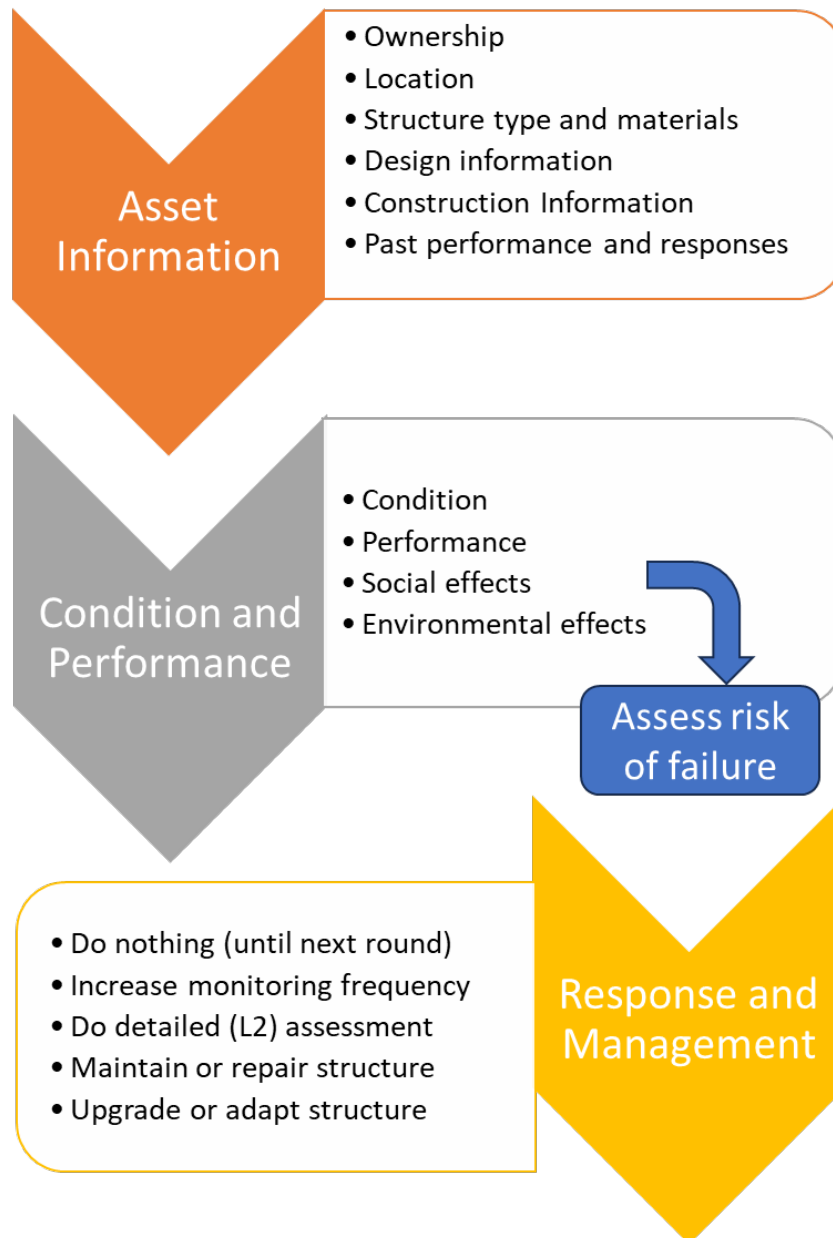 • Ownership
• Location
• Structure type and materials
• Design information
• Construction Information
• Past performance and responses
Asset
Information
• Condition
• Performance
• Social effects
• Environmental effects
Condition and
Performance
Assess risk
of failure
• Do nothing (until next round)
• Increase monitoring frequency
• Do detailed (L2) assessment
• Maintain or repair structure
• Upgrade or adapt structure
Response and
Management